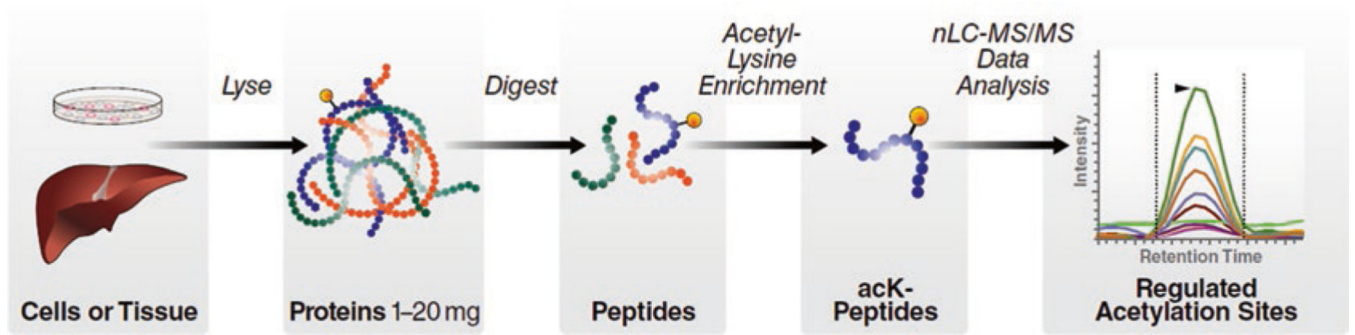 Lyse
Digest
Acetyl-
Lysine
Enrichment
nLC-MS/MS
Data
Analysis
Intensity
Retention Time
Cells or Tissue
Proteins 1–20 mg
Peptides
acK-
Peptides
Regulated
Acetylation Sites